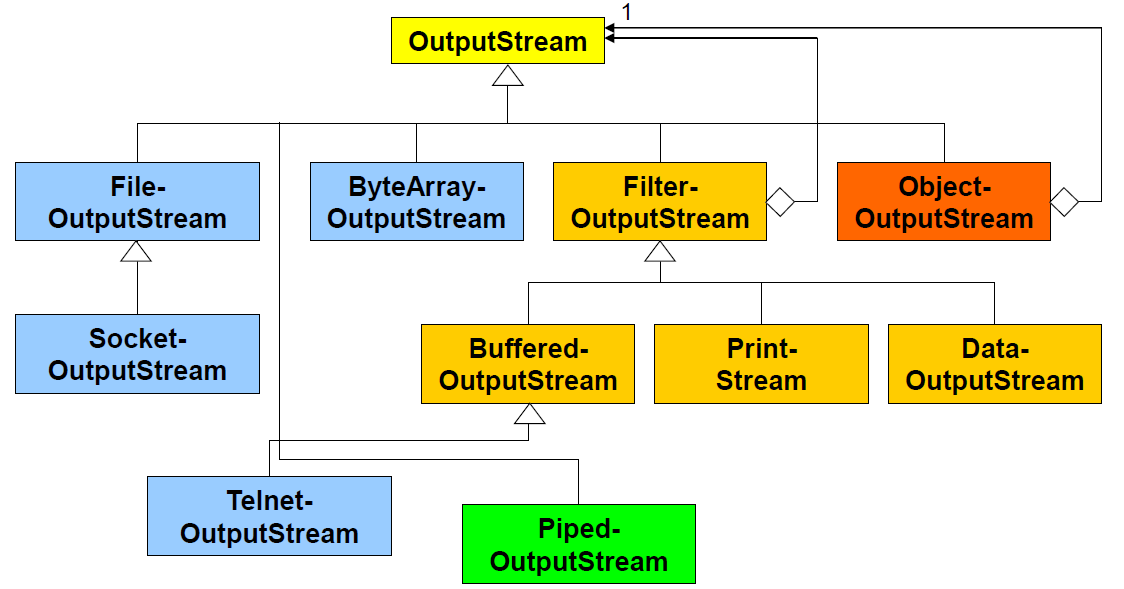 1
OutputStream
File-
OutputStream
ByteArray-
OutputStream
Filter-
OutputStream
Object-
OutputStream
Socket-
OutputStream
Buffered-
OutputStream
Print-
Stream
Data-
OutputStream
Telnet-
OutputStream
Piped-
OutputStream